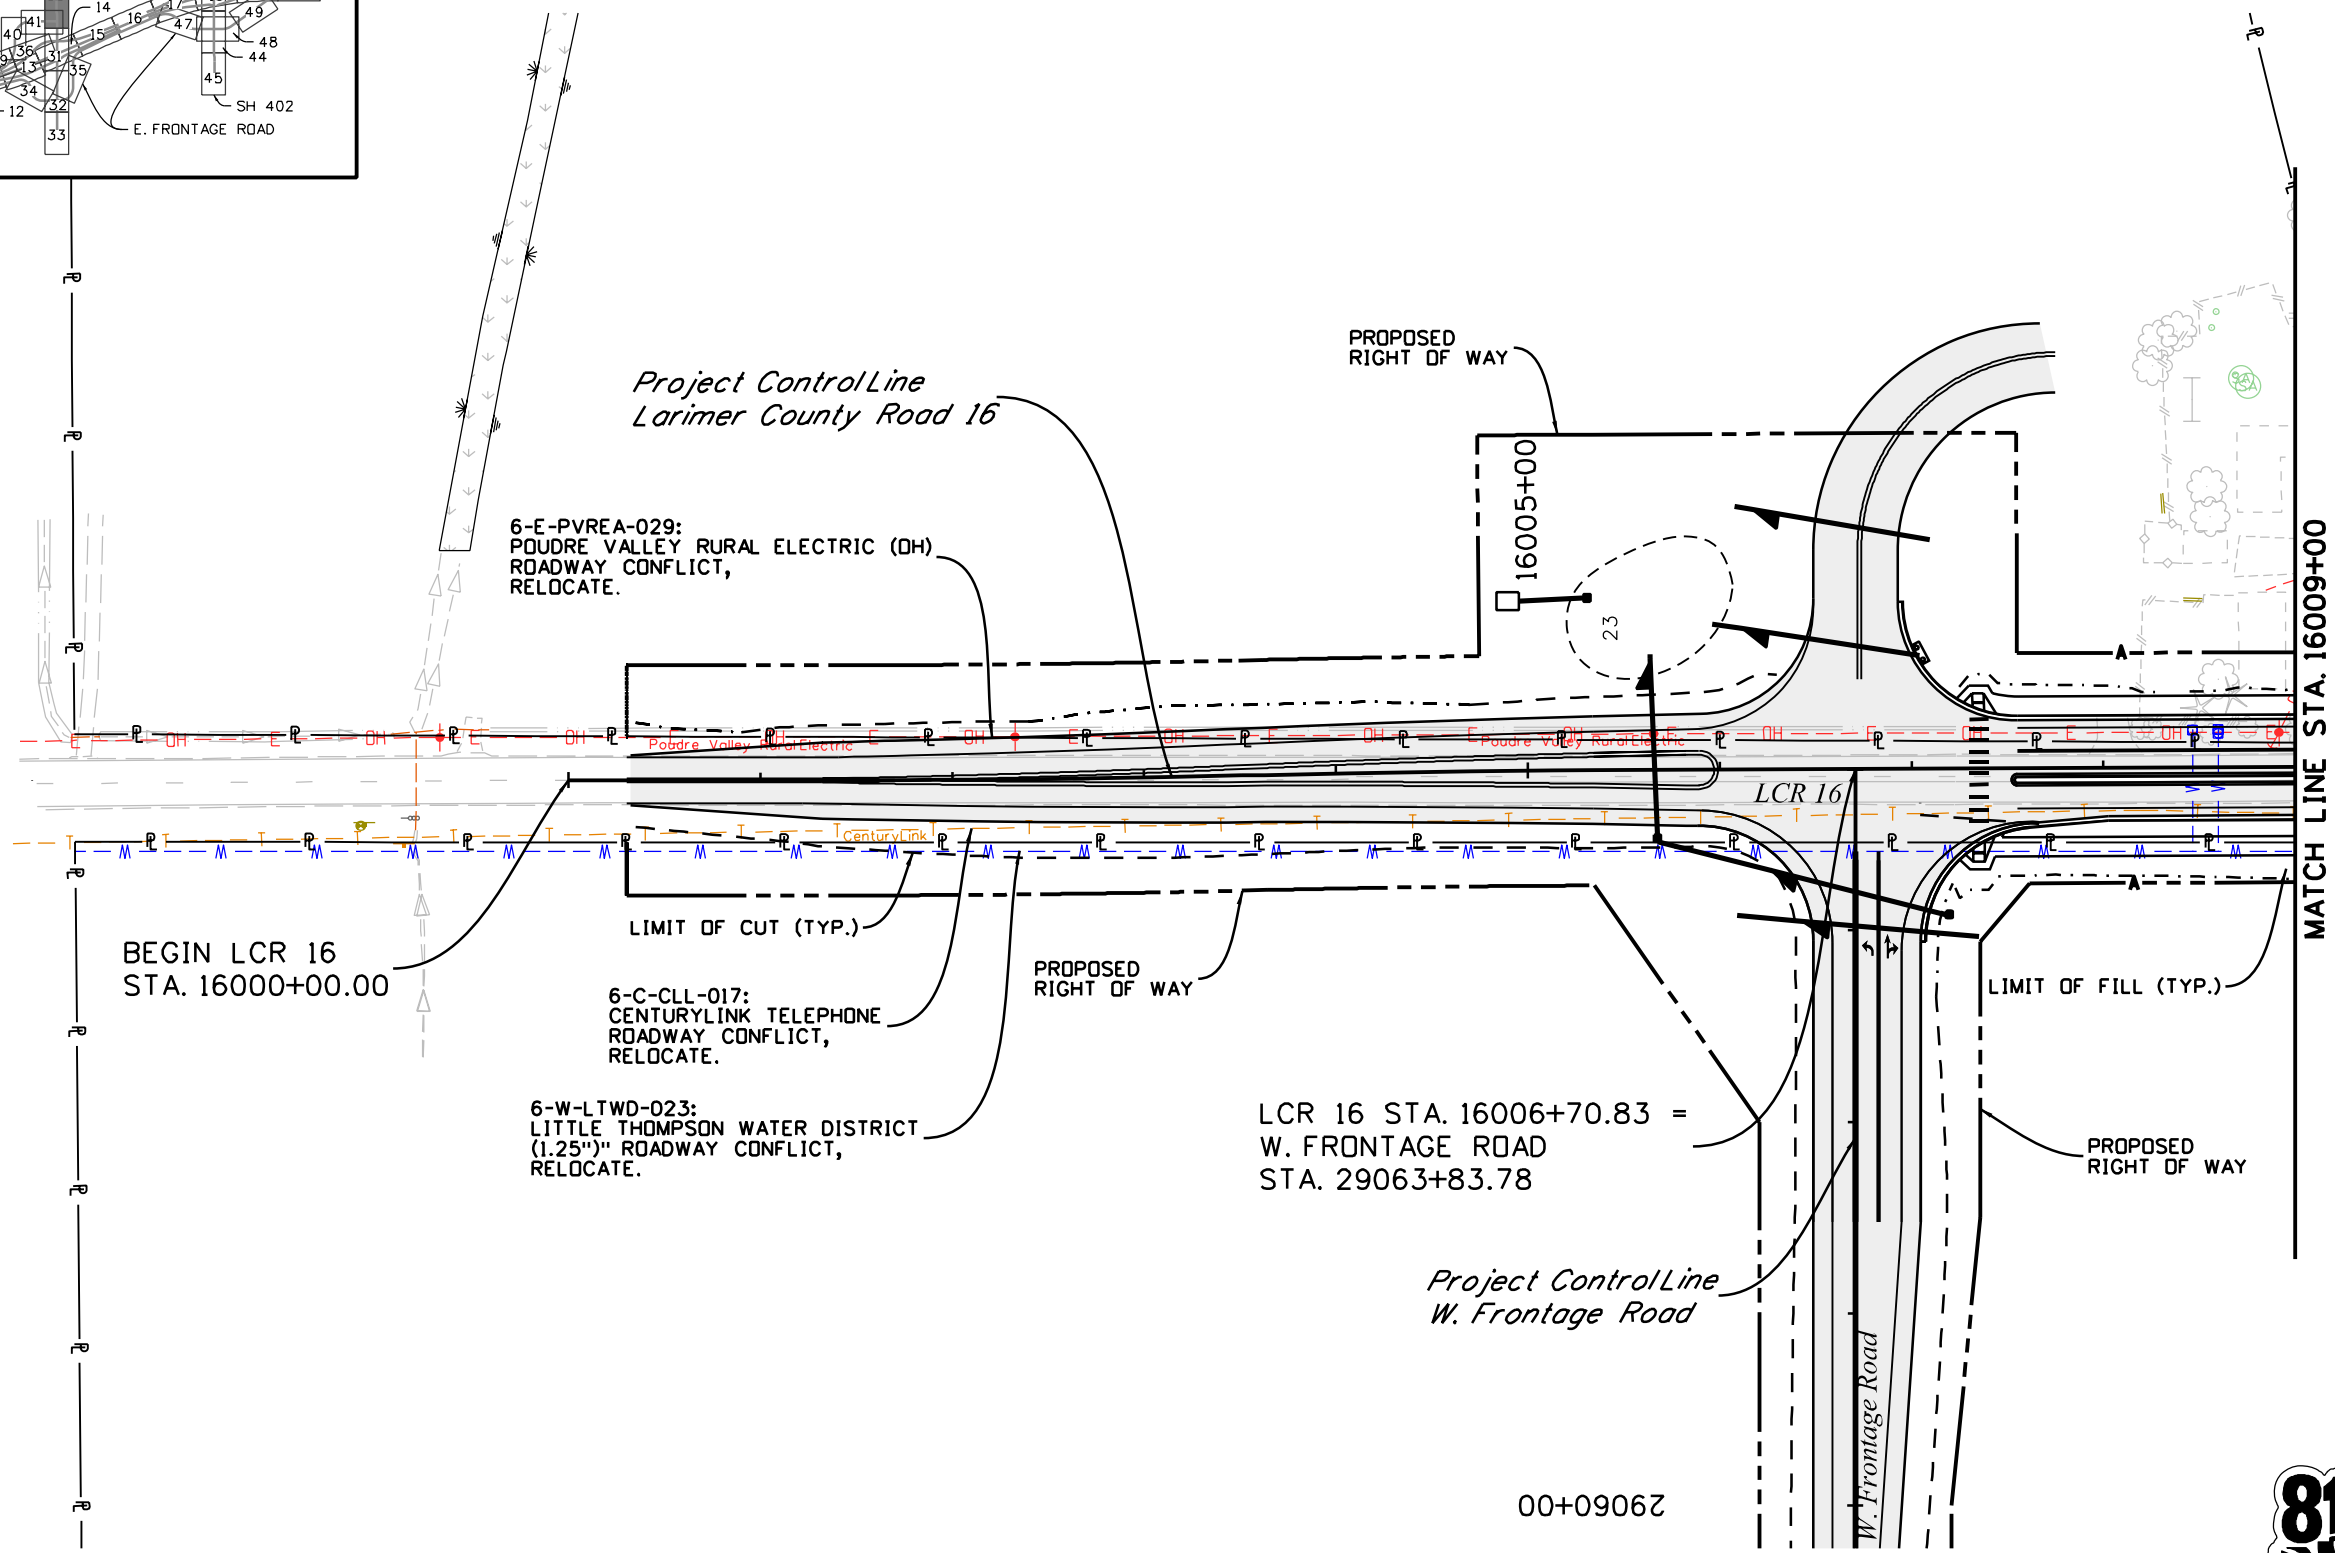 41
40
36
31
13
35
34
32
12
33
14
15
16
17
47
49
48
44
45
SH 402
E. FRONTAGE ROAD
Project Control Line
Larimer County Road 16
PROPOSED
RIGHT OF WAY
16005+00
23
6-E-PVREA-029:
POUDRE VALLEY RURAL ELECTRIC (OH)
ROADWAY CONFLICT,
RELOCATE.
MATCH LINE STA. 16009+00
Poudre Valley Rural Electric
Poudre Valley Rural Electric
LCR 16
CenturyLink
BEGIN LCR 16
STA. 16000+00.00
LIMIT OF CUT (TYP.)
PROPOSED
RIGHT OF WAY
LIMIT OF FILL (TYP.)
6-C-CLL-017:
CENTURYLINK TELEPHONE
ROADWAY CONFLICT,
RELOCATE.
6-W-LTWD-023:
LITTLE THOMPSON WATER DISTRICT
(1.25")" ROADWAY CONFLICT,
RELOCATE.
LCR 16 STA. 16006+70.83 =
W. FRONTAGE ROAD
STA. 29063+83.78
PROPOSED
RIGHT OF WAY
Project Control Line
W. Frontage Road
W. Frontage Road
29060+00